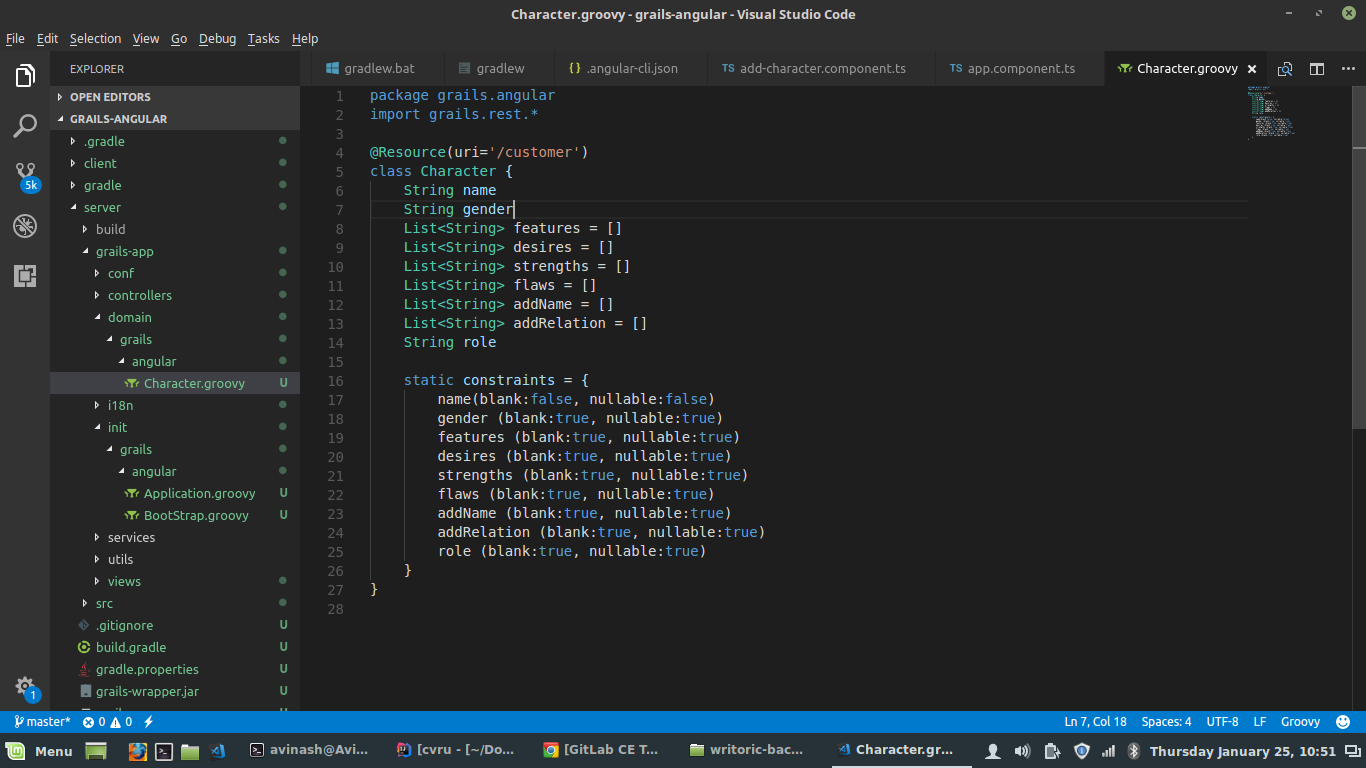 Character.groovy - grails-angular - Visual Studio Code
File Edit Selection View Go Debug Tasks Help
EXPLORER
gradlew.bat
gradlew
{} .angular-cli.json
TS add-character.component.ts
TS app.component.ts
Character.groovy
OPEN EDITORS
GRAILS-ANGULAR
.gradle
client
gradle
server
build
grails-app
conf
controllers
domain
grails
angular
Character.groovy U
i18n
init
grails
angular
Application.groovy U
BootStrap.groovy U
services
utils
views
src
.gitignore U
build.gradle U
gradle.properties U
grails-wrapper.jar U
5k
1
1 package grails.angular
2 import grails.rest.*
3
4 @Resource(uri='/customer')
5 class Character {
6 String name
7 String gender
8 List<String> features = []
9 List<String> desires = []
10 List<String> strengths = []
11 List<String> flaws = []
12 List<String> addName = []
13 List<String> addRelation = []
14 String role
15
16 static constraints = {
17 name(blank:false, nullable:false)
18 gender (blank:true, nullable:true)
19 features (blank:true, nullable:true)
20 desires (blank:true, nullable:true)
21 strengths (blank:true, nullable:true)
22 flaws (blank:true, nullable:true)
23 addName (blank:true, nullable:true)
24 addRelation (blank:true, nullable:true)
25 role (blank:true, nullable:true)
26 }
27 }
28
master* 0 0 Ln 7, Col 18 Spaces: 4 UTF-8 LF Groovy
Menu avinash@Avi... [cvru - [~/Do... [GitLab CE T... writoric-bac... Character.gr... Thursday January 25, 10:51